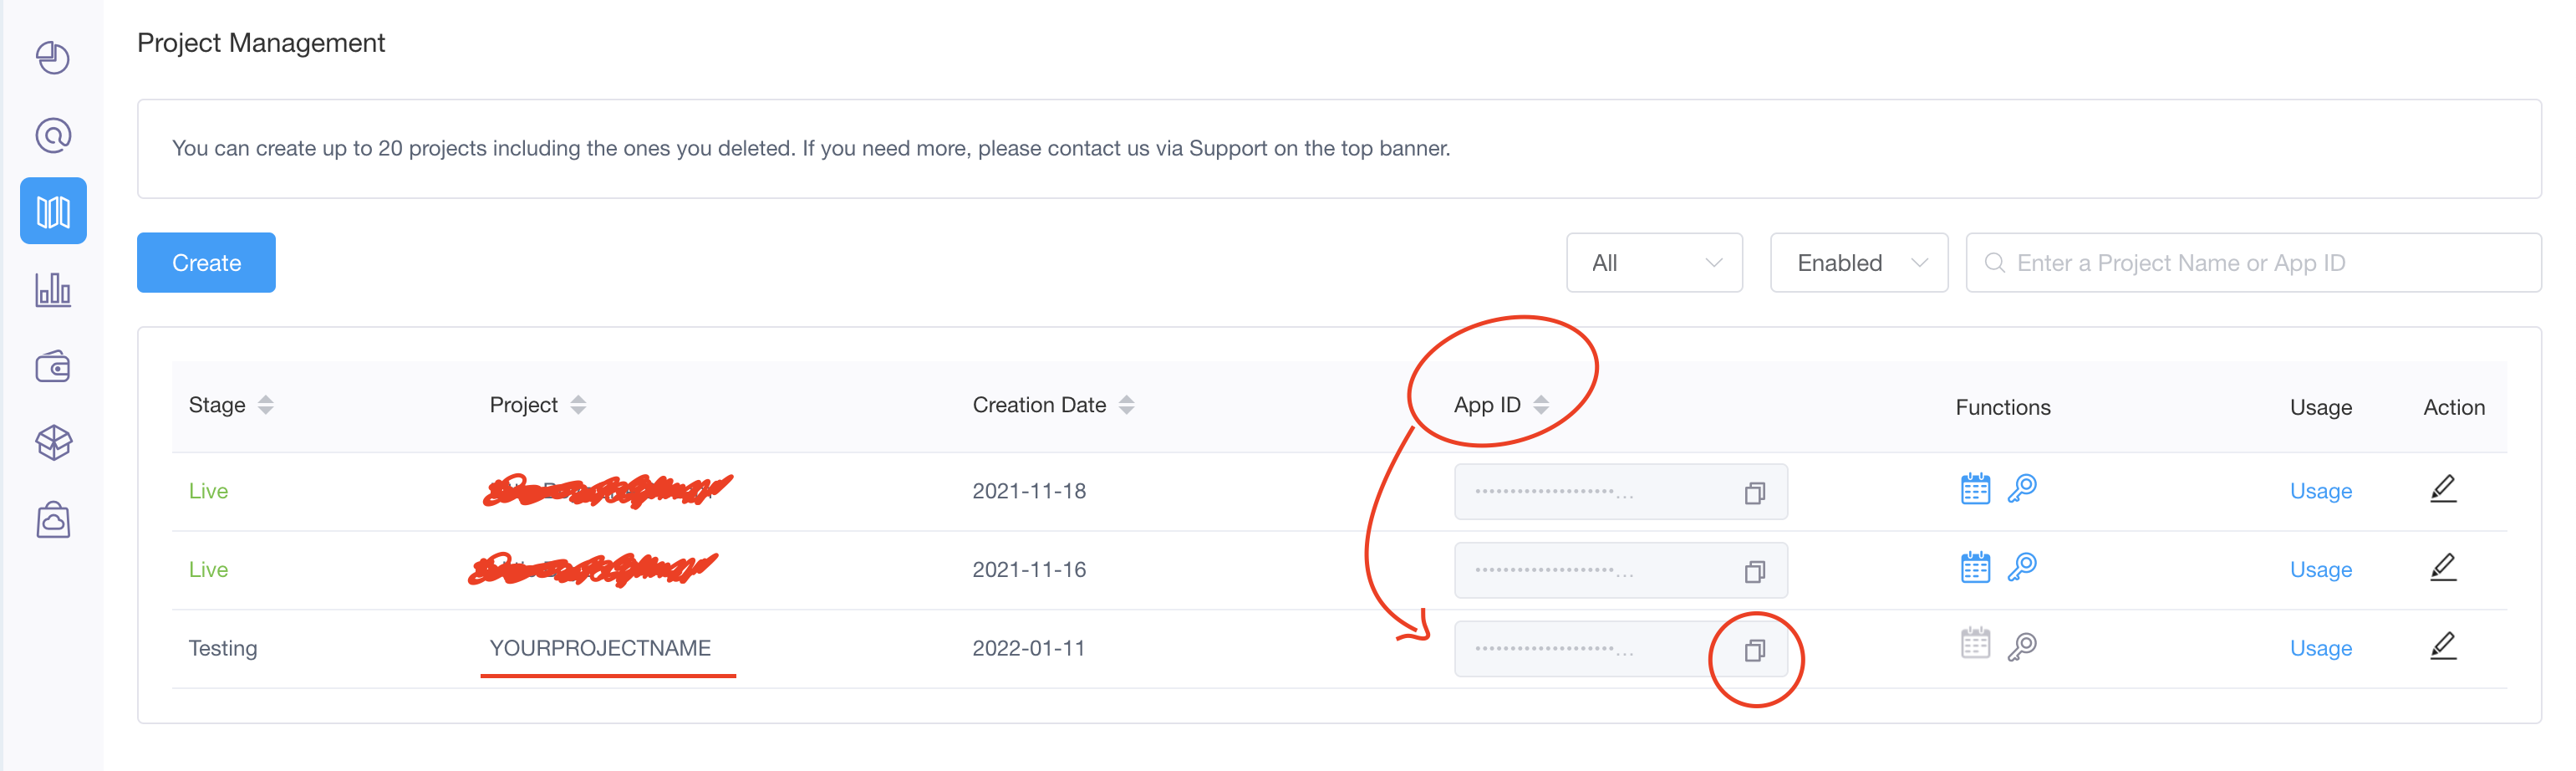 Project Management
You can create up to 20 projects including the ones you deleted. If you need more, please contact us via Support on the top banner.
Create
All
Enabled
Enter a Project Name or App ID
Stage Project Creation Date App ID Functions Usage Action
Live 2021-11-18 Usage
Live 2021-11-16 Usage
Testing YOURPROJECTNAME 2022-01-11 Usage